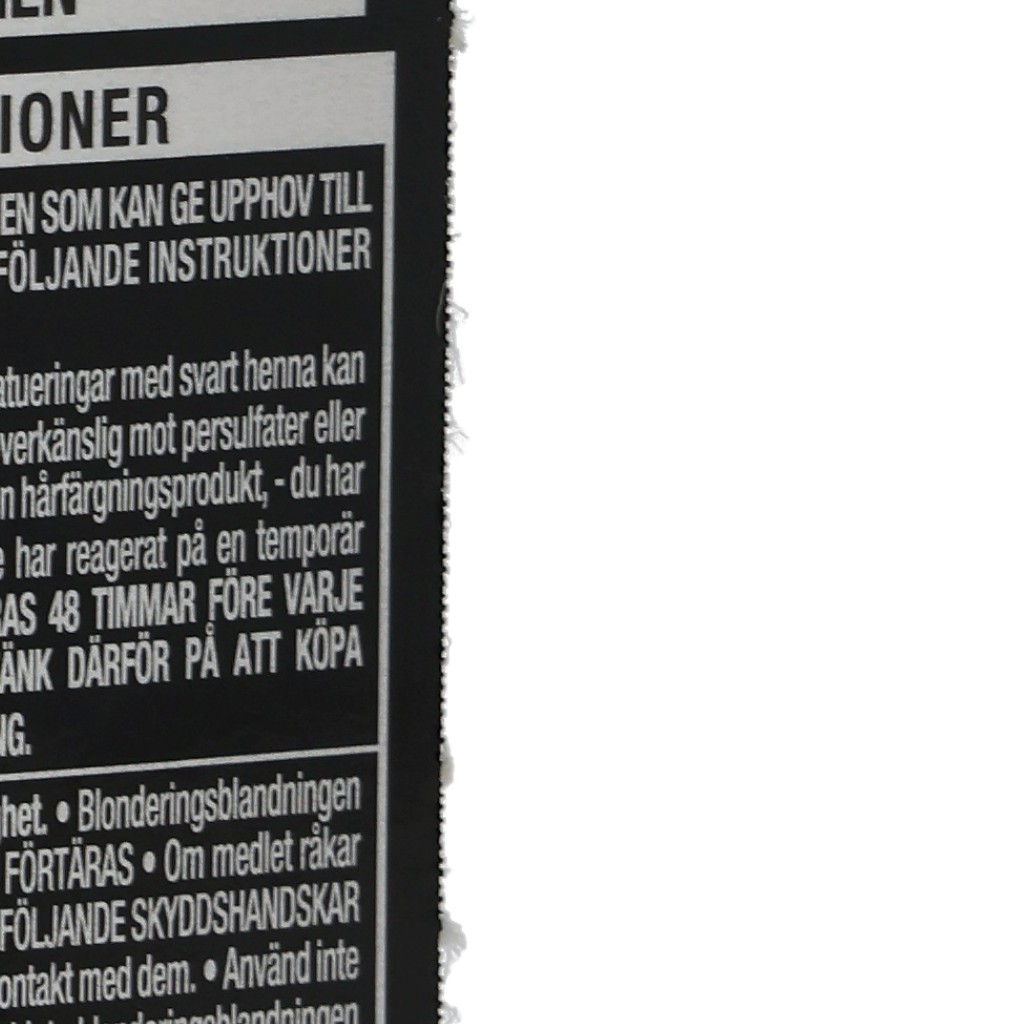 IONER
EN SOM KAN GE UPPHOV TILL
FÖLJANDE INSTRUKTIONER
atueringar med svart henna kan
verkänslig mot persulfater eller
n hårfärgningsprodukt, - du har
e har reagerat på en temporär
RAS 48 TIMMAR FÖRE VARJE
ÄNK DÄRFÖR PÅ ATT KÖPA
NG.
ghet. • Blonderingsblandningen
FÖRTÄRAS • Om medlet råkar
FÖLJANDE SKYDDSHANDSKAR
ontakt med dem. • Använd inte
blonderingsblandningen